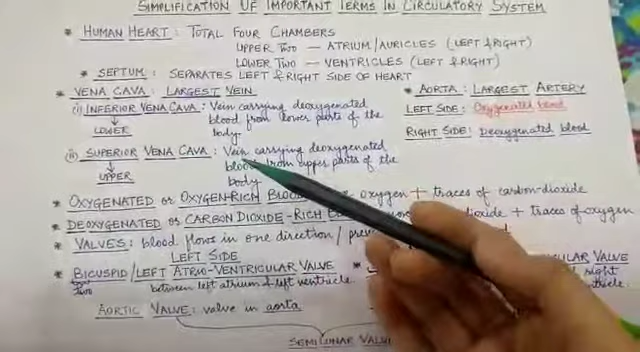 SIMPLIFICATION OF IMPORTANT TERMS IN CIRCULATORY SYSTEM
* HUMAN HEART: TOTAL FOUR CHAMBERS
UPPER TWO — ATRIUM/AURICLES (LEFT & RIGHT)
LOWER TWO — VENTRICLES (LEFT & RIGHT)
* SEPTUM: SEPARATES LEFT & RIGHT SIDE OF HEART
* VENA CAVA: LARGEST VEIN
(i) INFERIOR VENA CAVA: Vein carrying deoxygenated
blood from lower parts of the
body
↓
LOWER
(ii) SUPERIOR VENA CAVA: Vein carrying deoxygenated
blood from upper parts of the
body
↓
UPPER
* AORTA: LARGEST ARTERY
LEFT SIDE: Oxygenated blood
RIGHT SIDE: Deoxygenated blood
* OXYGENATED or OXYGEN-RICH oxygen + traces of carbon-dioxide
* DEOXYGENATED or CARBON DIOXIDE-RICH dioxide + traces of oxygen
* VALVES: blood flows in one direction/
LEFT SIDE
* BICUSPID/LEFT ATRIO-VENTRICULAR VALVE
Two between left atrium & left ventricle.
* VALVE
right
AORTIC VALVE: valve in aorta
SEMILUNAR